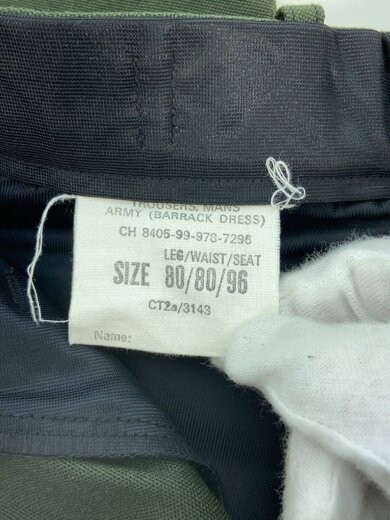 TROUSERS, MANS
ARMY (BARRACK DRESS)
CH 8405-99-978-7296
LEG/WAIST/SEAT
SIZE 80/80/96
CT2a/3143
Name: